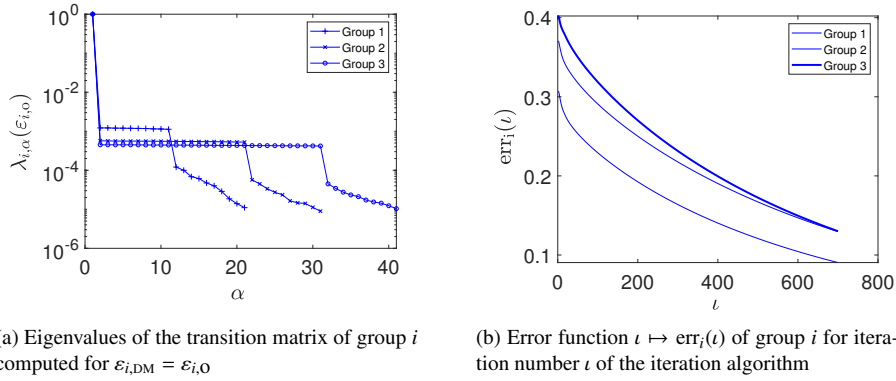 10^0
10^-2
10^-4
10^-6
λ_{i,α}(ε_{i,o})
0 10 20 30 40
α
Group 1
Group 2
Group 3
0.4
0.3
0.2
0.1
err_i(ι)
0 200 400 600 800
ι
Group 1
Group 2
Group 3
(a) Eigenvalues of the transition matrix of group i
computed for ε_{i,DM} = ε_{i,o}
(b) Error function ι ↦ err_i(ι) of group i for itera-
tion number ι of the iteration algorithm